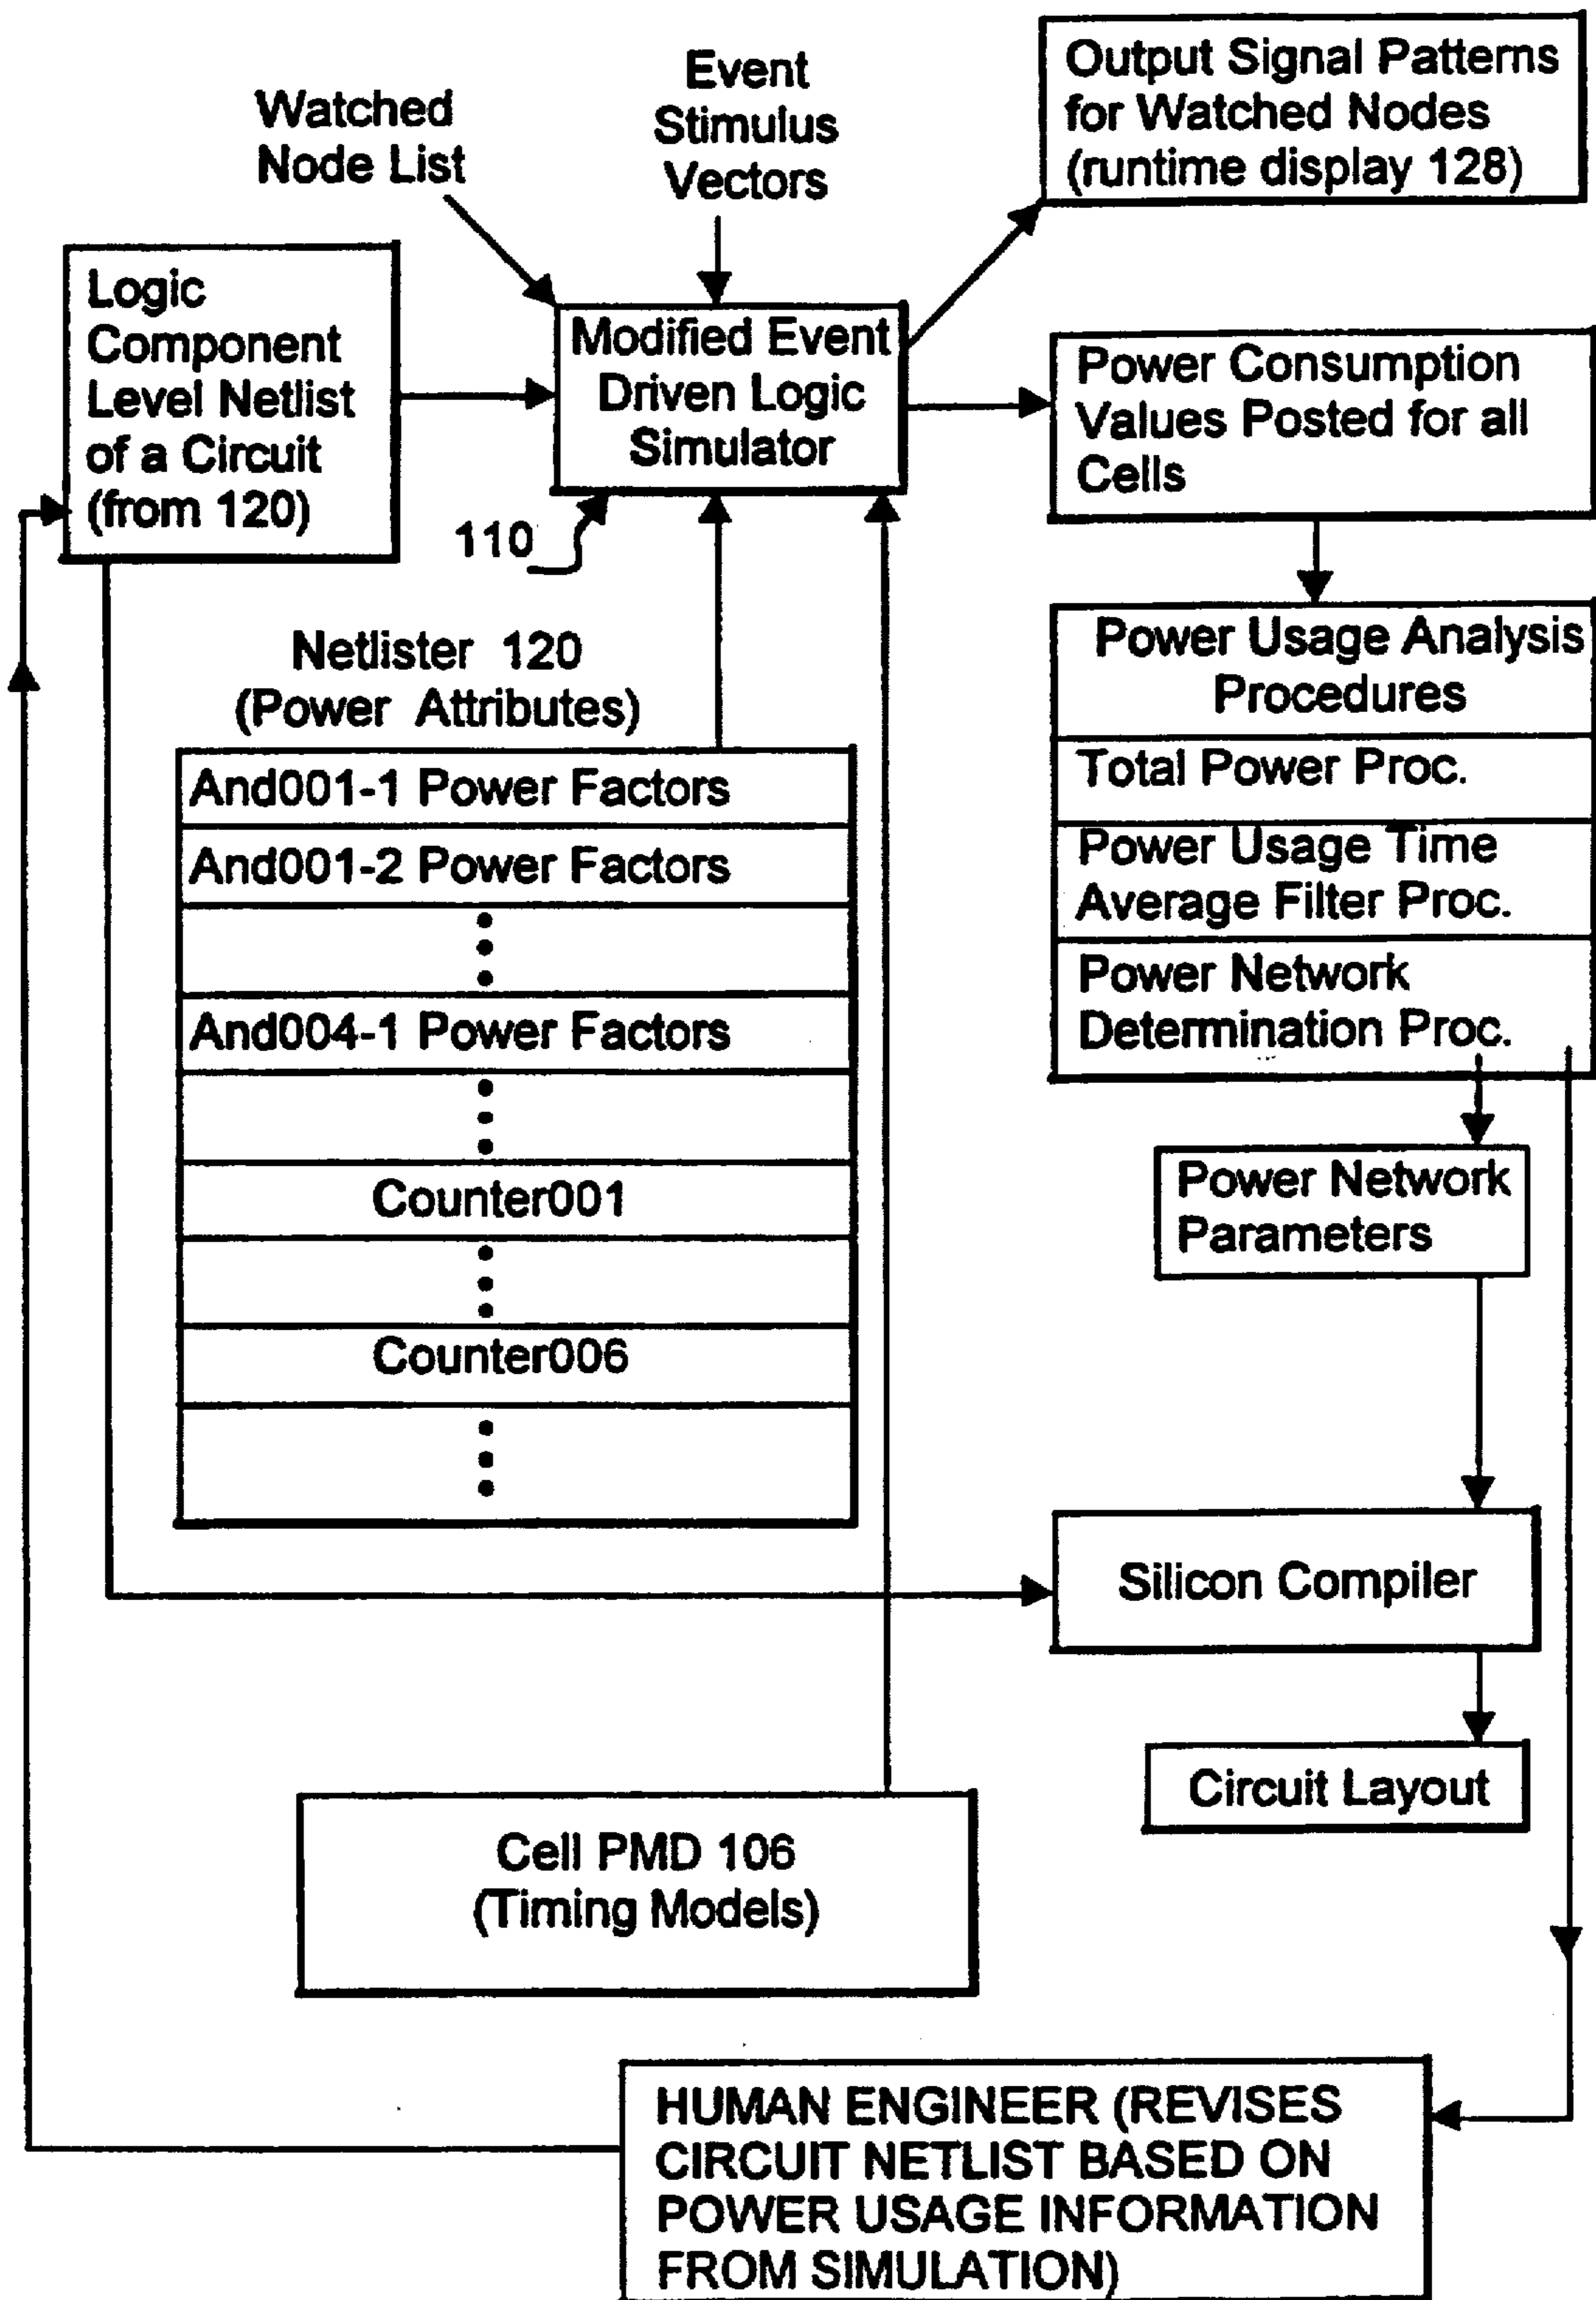 Watched
Node List
Event
Stimulus
Vectors
Output Signal Patterns
for Watched Nodes
(runtime display 128)
Logic
Component
Level Netlist
of a Circuit
(from 120)
Modified Event
Driven Logic
Simulator
110
Power Consumption
Values Posted for all
Cells
Netlister 120
(Power Attributes)
And001-1 Power Factors
And001-2 Power Factors
And004-1 Power Factors
Counter001
Counter006
Power Usage Analysis
Procedures
Total Power Proc.
Power Usage Time
Average Filter Proc.
Power Network
Determination Proc.
Power Network
Parameters
Silicon Compiler
Circuit Layout
Cell PMD 106
(Timing Models)
HUMAN ENGINEER (REVISES
CIRCUIT NETLIST BASED ON
POWER USAGE INFORMATION
FROM SIMULATION)